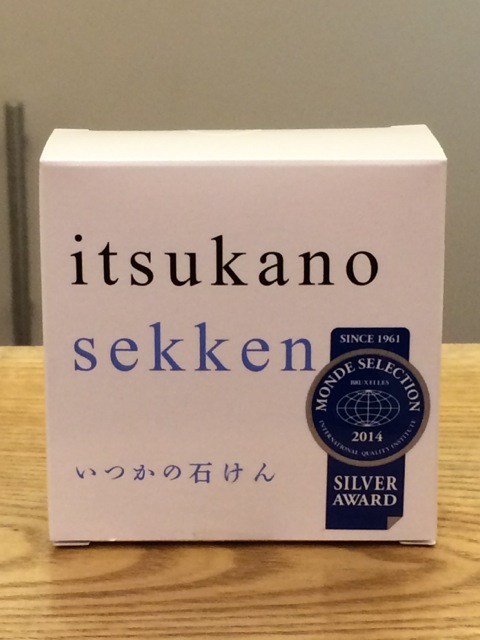 itsukano
sekken
いつかの石けん
SINCE 1961
MONDE SELECTION
BRUXELLES
2014
INTERNATIONAL QUALITY INSTITUTE
SILVER
AWARD